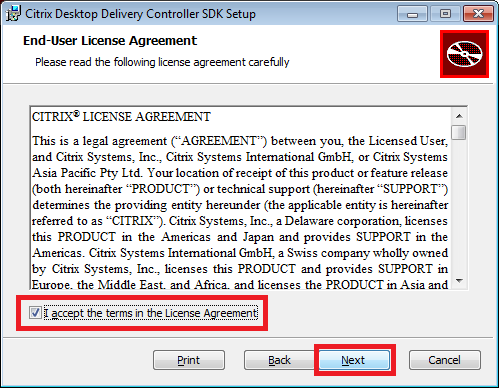 Citrix Desktop Delivery Controller SDK Setup
End-User License Agreement
Please read the following license agreement carefully
CITRIX® LICENSE AGREEMENT
This is a legal agreement (“AGREEMENT”) between you, the Licensed User,
and Citrix Systems, Inc., Citrix Systems International GmbH, or Citrix Systems
Asia Pacific Pty Ltd. Your location of receipt of this product or feature release
(both hereinafter “PRODUCT”) or technical support (hereinafter “SUPPORT”)
determines the providing entity hereunder (the applicable entity is hereinafter
referred to as “CITRIX”). Citrix Systems, Inc., a Delaware corporation, licenses
this PRODUCT in the Americas and Japan and provides SUPPORT in the
Americas. Citrix Systems International GmbH, a Swiss company wholly owned
by Citrix Systems, Inc., licenses this PRODUCT and provides SUPPORT in
Europe, the Middle East, and Africa, and licenses the PRODUCT in Asia and
I accept the terms in the License Agreement
Print Back Next Cancel